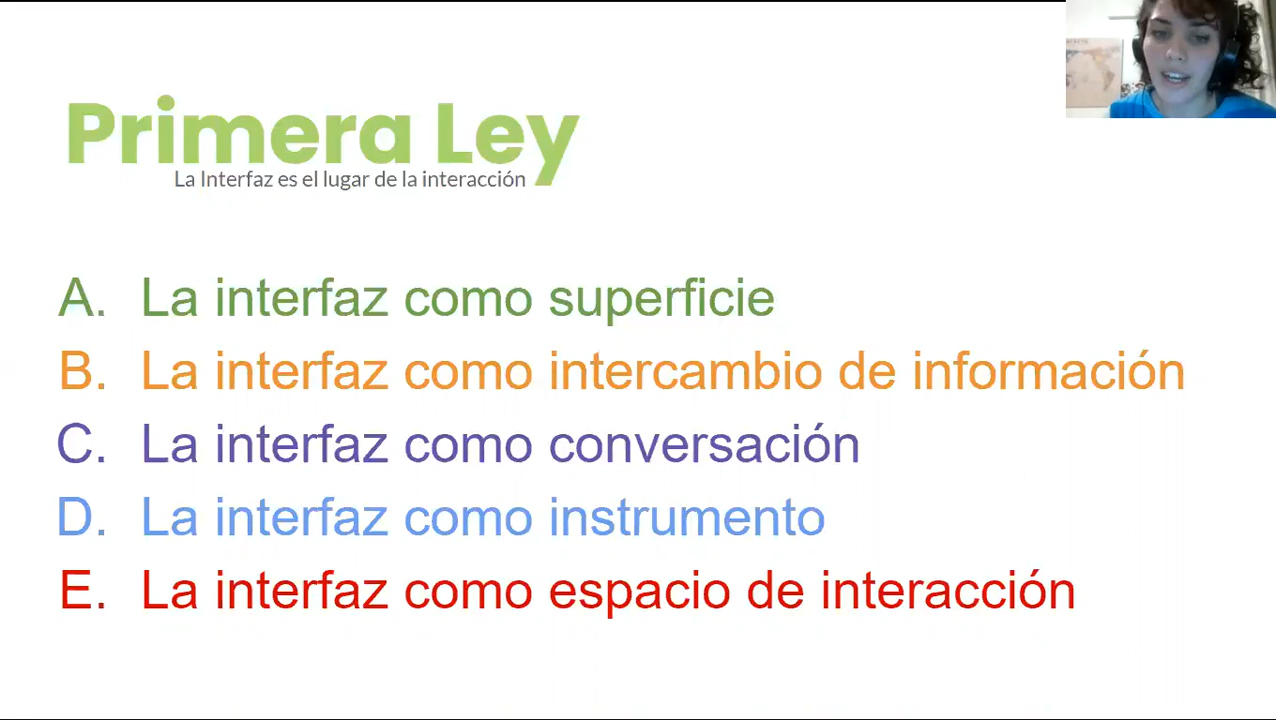 Primera Ley
La Interfaz es el lugar de la interacción
A. La interfaz como superficie
B. La interfaz como intercambio de información
C. La interfaz como conversación
D. La interfaz como instrumento
E. La interfaz como espacio de interacción